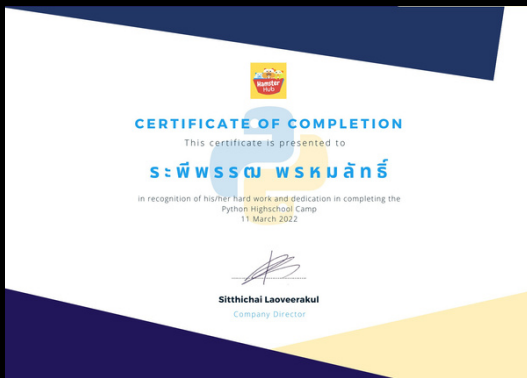 Hamster
Hub
CERTIFICATE OF COMPLETION
This certificate is presented to
ระพีพรรฒ พรหมลัทธิ์
in recognition of his/her hard work and dedication in completing the
Python Highschool Camp
11 March 2022
Sitthichai Laoveerakul
Company Director